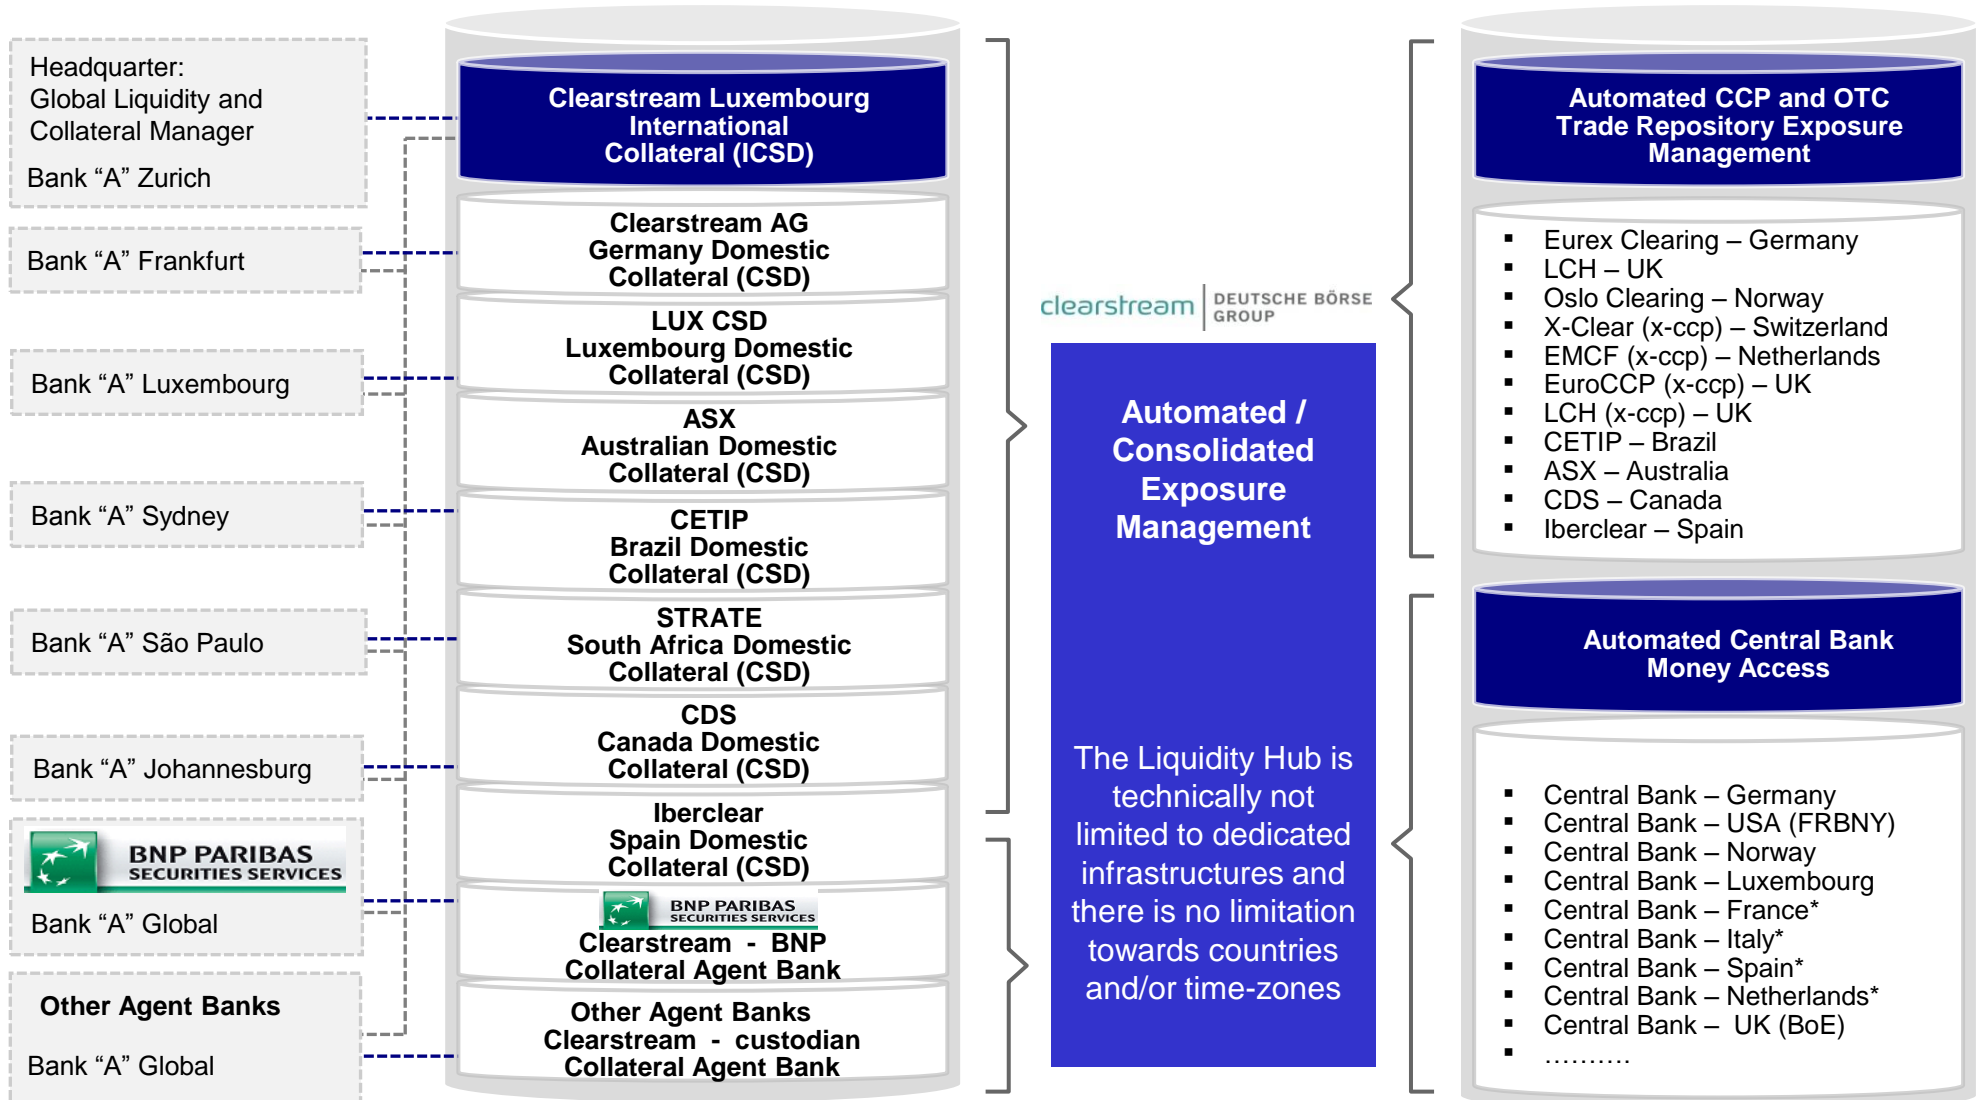 Headquarter:
Global Liquidity and
Collateral Manager
Bank “A” Zurich
Bank “A” Frankfurt
Bank “A” Luxembourg
Bank “A” Sydney
Bank “A” São Paulo
Bank “A” Johannesburg
BNP PARIBAS
SECURITIES SERVICES
Bank “A” Global
Other Agent Banks
Bank “A” Global
Clearstream Luxembourg
International
Collateral (ICSD)
Clearstream AG
Germany Domestic
Collateral (CSD)
LUX CSD
Luxembourg Domestic
Collateral (CSD)
ASX
Australian Domestic
Collateral (CSD)
CETIP
Brazil Domestic
Collateral (CSD)
STRATE
South Africa Domestic
Collateral (CSD)
CDS
Canada Domestic
Collateral (CSD)
Iberclear
Spain Domestic
Collateral (CSD)
BNP PARIBAS
SECURITIES SERVICES
Clearstream - BNP
Collateral Agent Bank
Other Agent Banks
Clearstream - custodian
Collateral Agent Bank
clearstream
DEUTSCHE BÖRSE
GROUP
Automated /
Consolidated
Exposure
Management
The Liquidity Hub is
technically not
limited to dedicated
infrastructures and
there is no limitation
towards countries
and/or time-zones
Automated CCP and OTC
Trade Repository Exposure
Management
▪ Eurex Clearing – Germany
▪ LCH – UK
▪ Oslo Clearing – Norway
▪ X-Clear (x-ccp) – Switzerland
▪ EMCF (x-ccp) – Netherlands
▪ EuroCCP (x-ccp) – UK
▪ LCH (x-ccp) – UK
▪ CETIP – Brazil
▪ ASX – Australia
▪ CDS – Canada
▪ Iberclear – Spain
Automated Central Bank
Money Access
▪ Central Bank – Germany
▪ Central Bank – USA (FRBNY)
▪ Central Bank – Norway
▪ Central Bank – Luxembourg
▪ Central Bank – France*
▪ Central Bank – Italy*
▪ Central Bank – Spain*
▪ Central Bank – Netherlands*
▪ Central Bank – UK (BoE)
▪ ……….